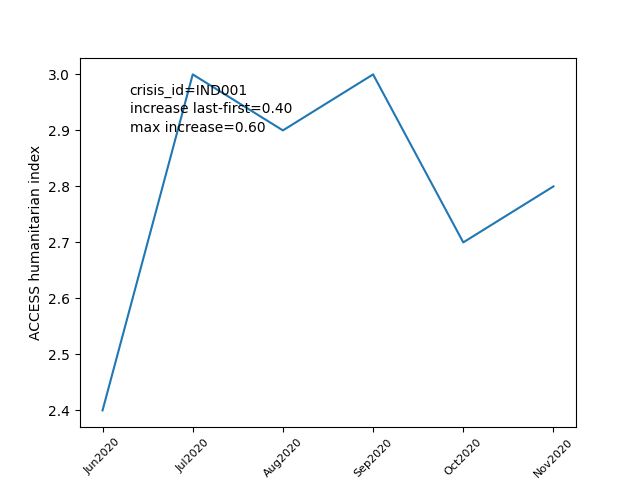 3.0
2.9
2.8
2.7
2.6
2.5
2.4
ACCESS humanitarian index
crisis_id=IND001
increase last-first=0.40
max increase=0.60
Jun2020
Jul2020
Aug2020
Sep2020
Oct2020
Nov2020